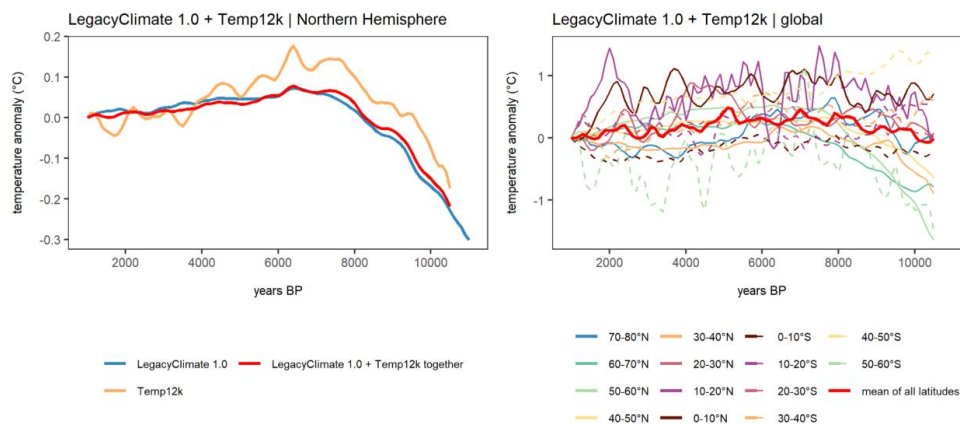 LegacyClimate 1.0 + Temp12k | Northern Hemisphere
temperature anomaly (°C)
0.2
0.1
0.0
-0.1
-0.2
-0.3
2000 4000 6000 8000 10000
years BP
LegacyClimate 1.0 LegacyClimate 1.0 + Temp12k together
Temp12k
LegacyClimate 1.0 + Temp12k | global
temperature anomaly (°C)
1
0
-1
2000 4000 6000 8000 10000
years BP
70-80°N 30-40°N 0-10°S 40-50°S
60-70°N 20-30°N 10-20°S 50-60°S
50-60°N 10-20°N 20-30°S mean of all latitudes
40-50°N 0-10°N 30-40°S